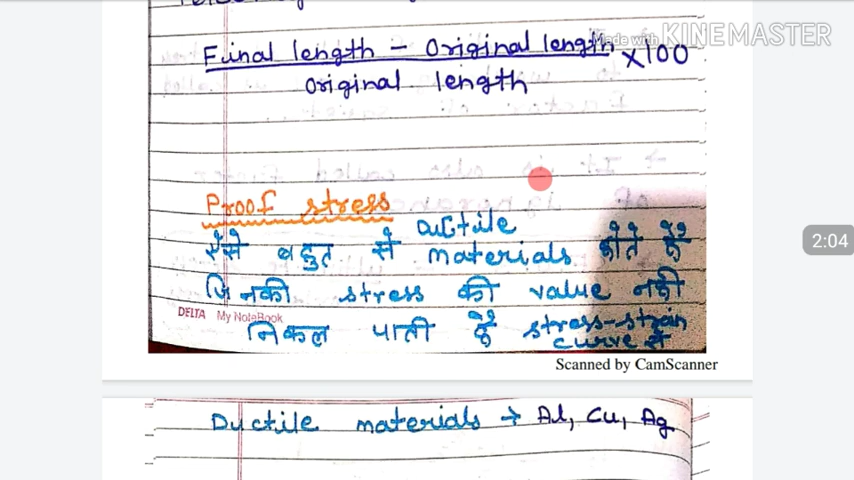 Made with KINEMASTER
Final length - Original length
Original length
×100
Proof stress
ductile
ऐसे बहुत से materials होते हैं
जिनकी stress की value नहीं
DELTA My NoteBook
निकल पाती है stress-strain
curve से
Scanned by CamScanner
Ductile materials → Al, Cu, Ag
2:04